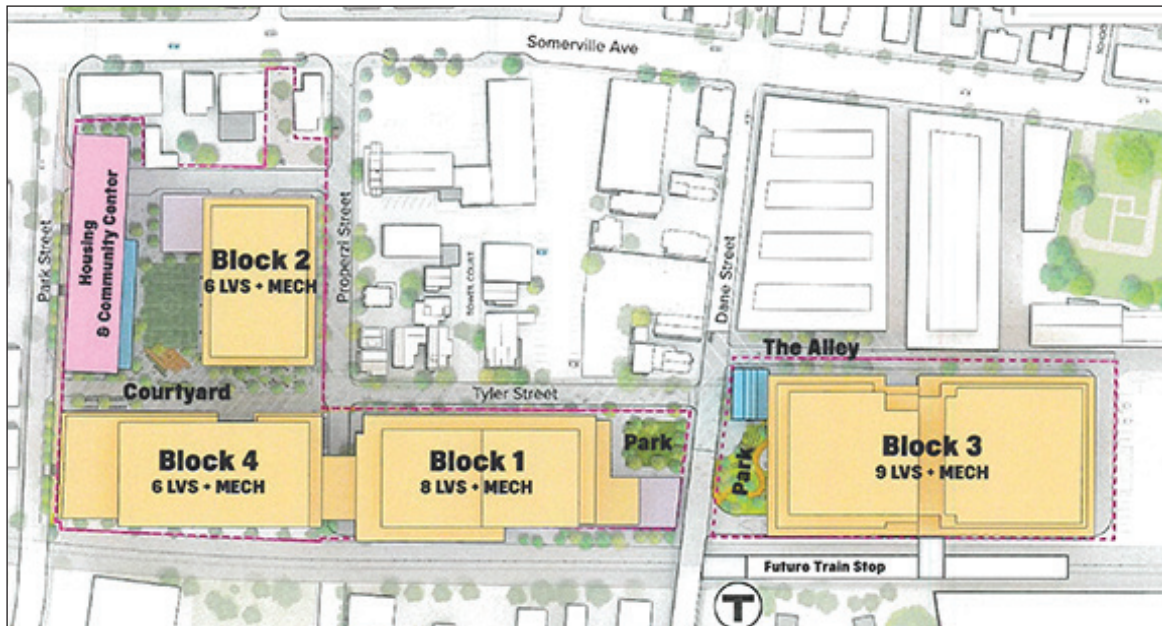 Somerville Ave
Park Street
Housing
& Community Center
Block 2
6 LVS + MECH
Properzi Street
TOWER COURT
Dane Street
The Alley
Courtyard
Tyler Street
Block 4
6 LVS + MECH
Block 1
8 LVS + MECH
Park
Park
Block 3
9 LVS + MECH
Future Train Stop
T